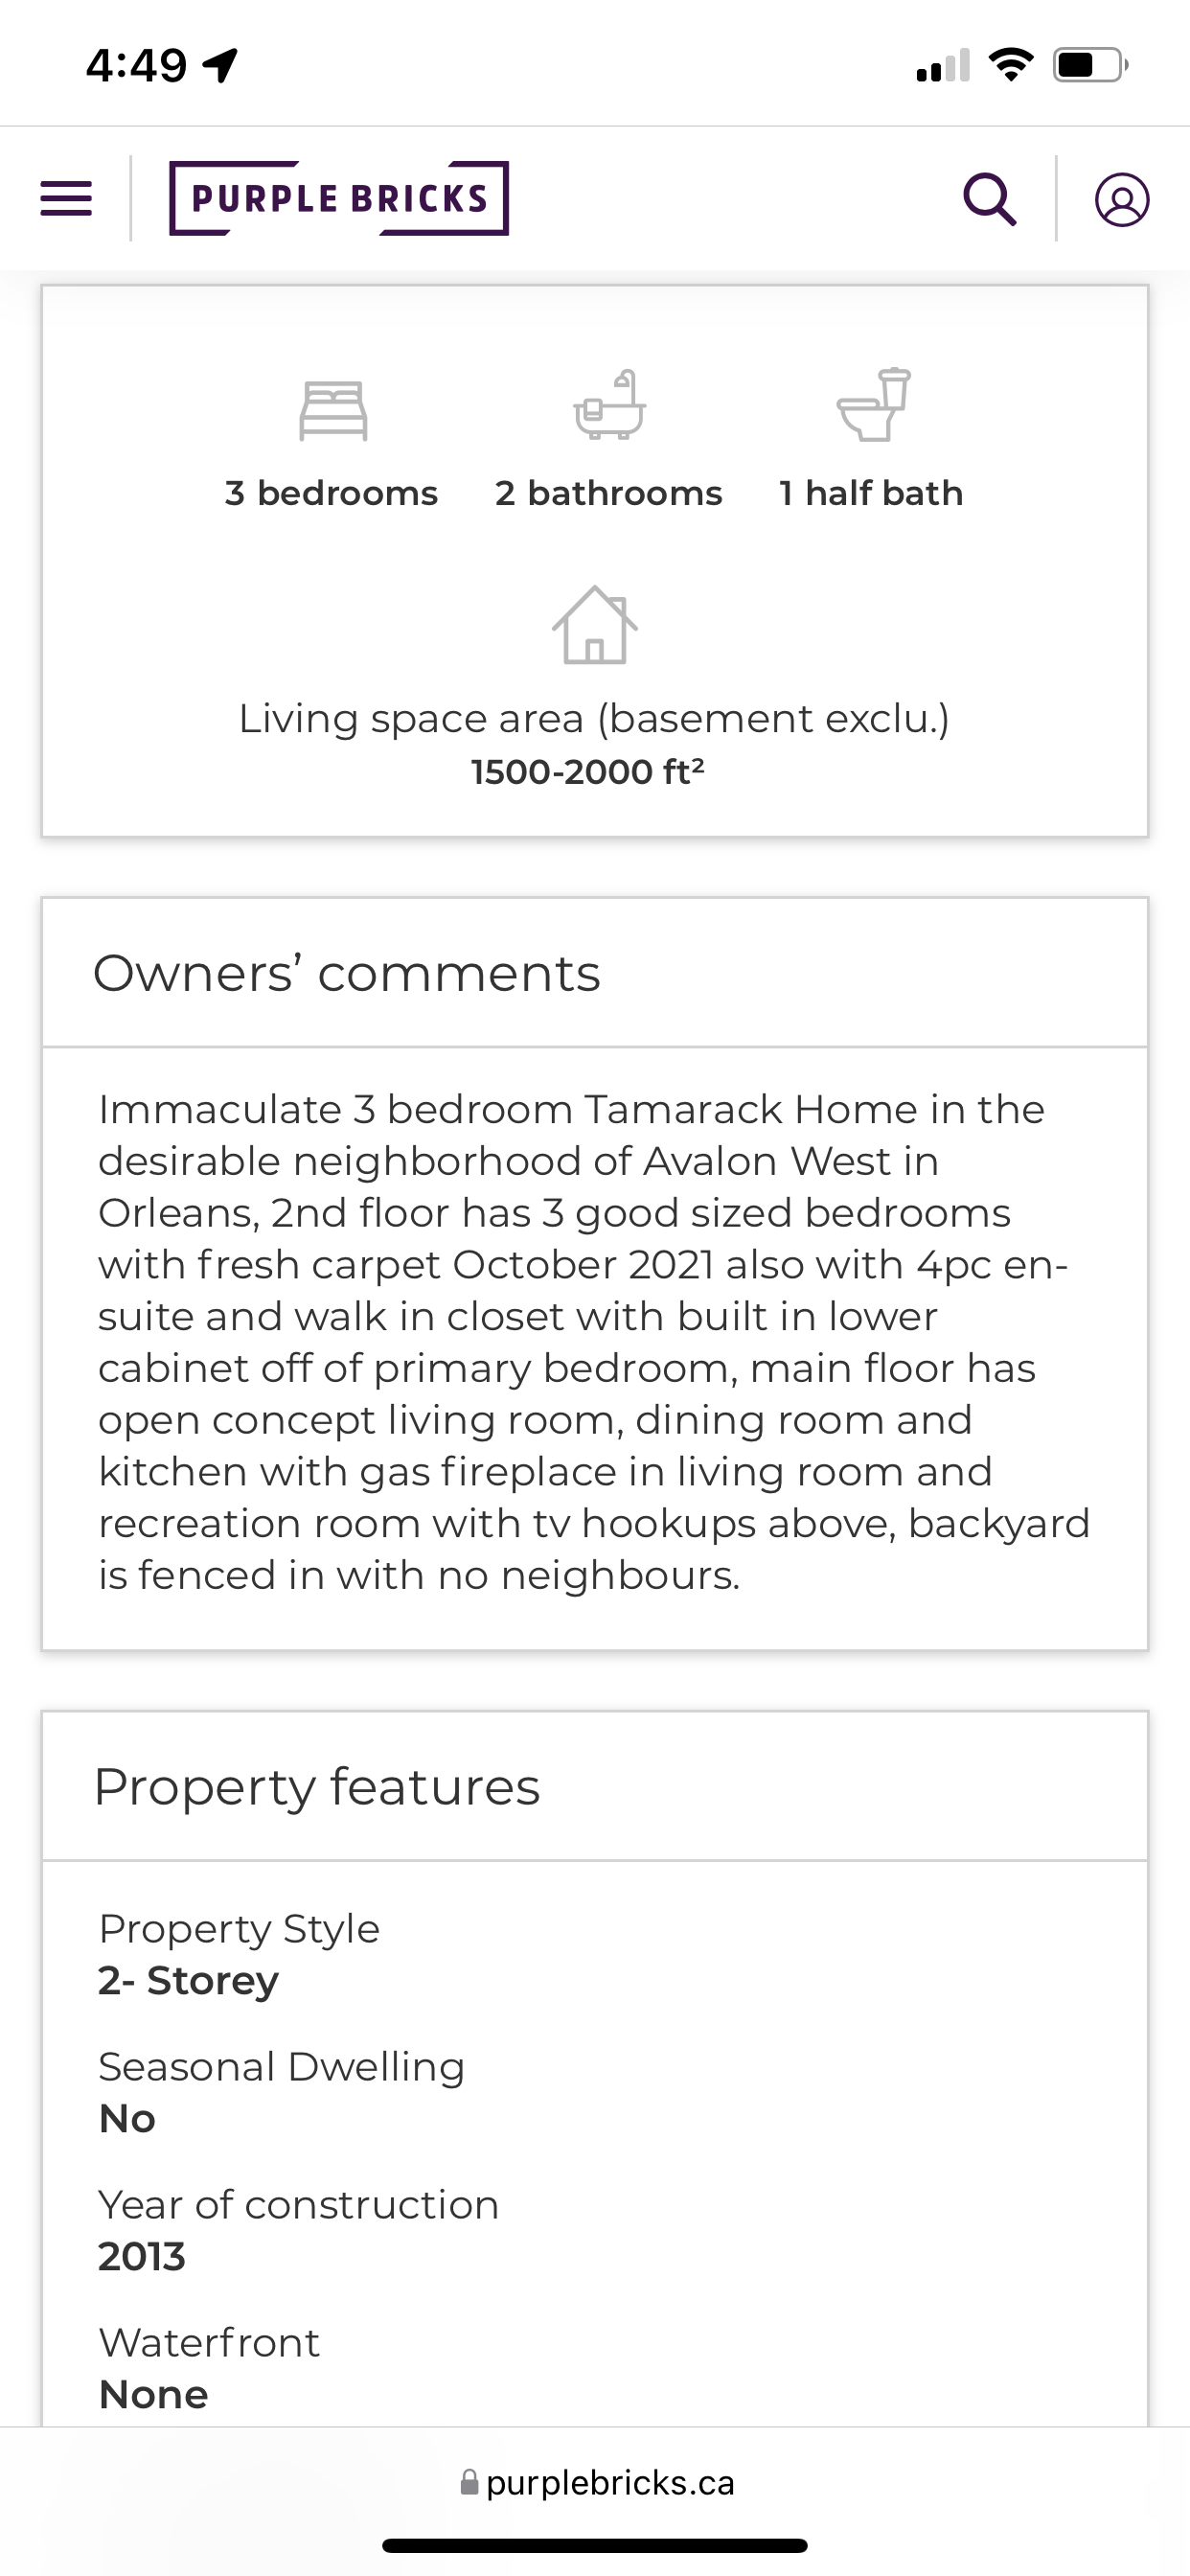 4:49
PURPLE BRICKS
3 bedrooms 2 bathrooms 1 half bath
Living space area (basement exclu.)
1500-2000 ft²
Owners’ comments
Immaculate 3 bedroom Tamarack Home in the
desirable neighborhood of Avalon West in
Orleans, 2nd floor has 3 good sized bedrooms
with fresh carpet October 2021 also with 4pc en-
suite and walk in closet with built in lower
cabinet off of primary bedroom, main floor has
open concept living room, dining room and
kitchen with gas fireplace in living room and
recreation room with tv hookups above, backyard
is fenced in with no neighbours.
Property features
Property Style
2- Storey
Seasonal Dwelling
No
Year of construction
2013
Waterfront
None
purplebricks.ca